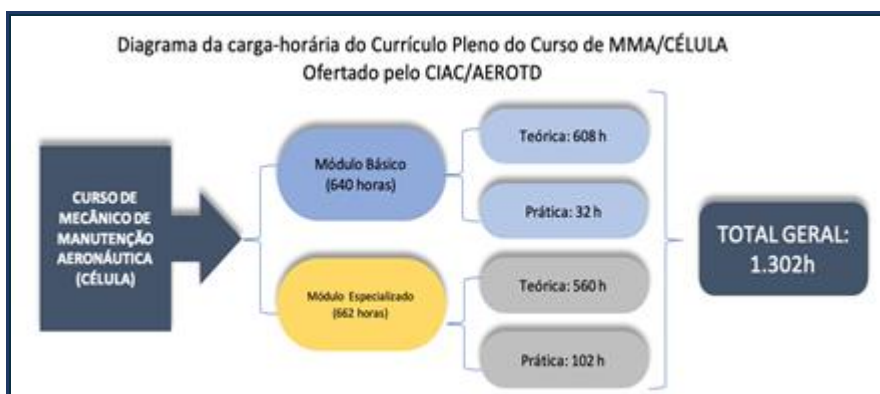 Diagrama da carga-horária do Currículo Pleno do Curso de MMA/CÉLULA
Ofertado pelo CIAC/AEROTD
CURSO DE
MECÂNICO DE
MANUTENÇÃO
AERONÁUTICA
(CÉLULA)
Módulo Básico
(640 horas)
Teórica: 608 h
Prática: 32 h
Módulo Especializado
(662 horas)
Teórica: 560 h
Prática: 102 h
TOTAL GERAL:
1.302h